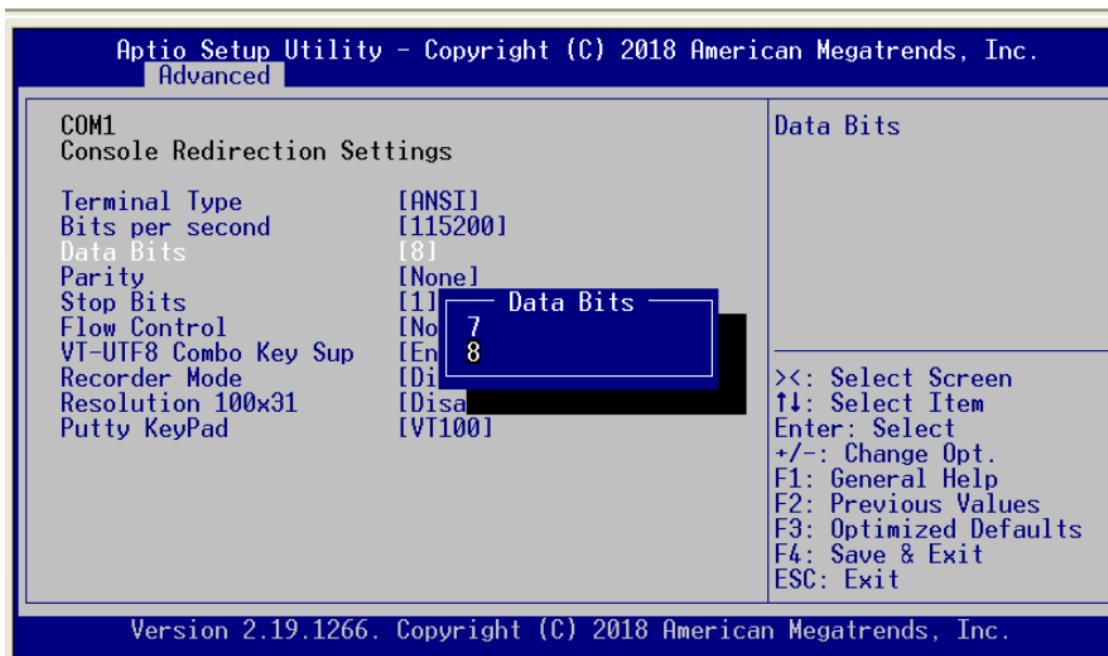 Aptio Setup Utility - Copyright (C) 2018 American Megatrends, Inc.
Advanced
COM1
Console Redirection Settings
Terminal Type [ANSI]
Bits per second [115200]
Data Bits [8]
Parity [None]
Stop Bits [1]
Flow Control [No
VT-UTF8 Combo Key Sup [En
Recorder Mode [Di
Resolution 100x31 [Disa
Putty KeyPad [VT100]
Data Bits
7
8
Data Bits
><: Select Screen
↑↓: Select Item
Enter: Select
+/-: Change Opt.
F1: General Help
F2: Previous Values
F3: Optimized Defaults
F4: Save & Exit
ESC: Exit
Version 2.19.1266. Copyright (C) 2018 American Megatrends, Inc.